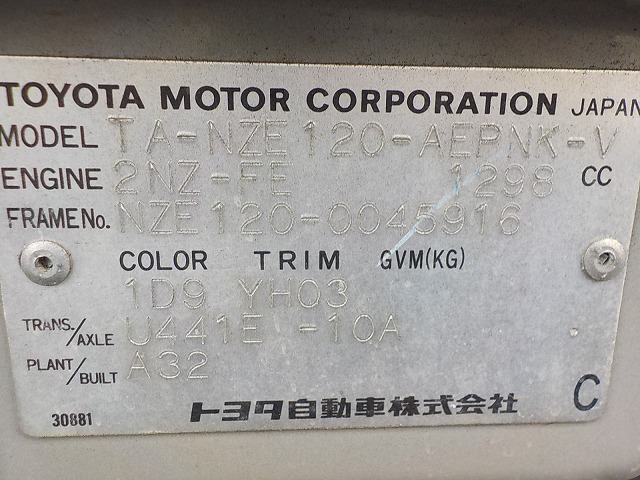 TOYOTA MOTOR CORPORATION JAPAN
MODEL TA-NZE120-AEPNK-V
ENGINE 2NZ-FE 1298 CC
FRAME No. NZE120-0045916
COLOR TRIM GVM(KG)
1D9 YH03
TRANS./AXLE U441E -10A
PLANT/BUILT A32
トヨタ自動車株式会社 C
30881